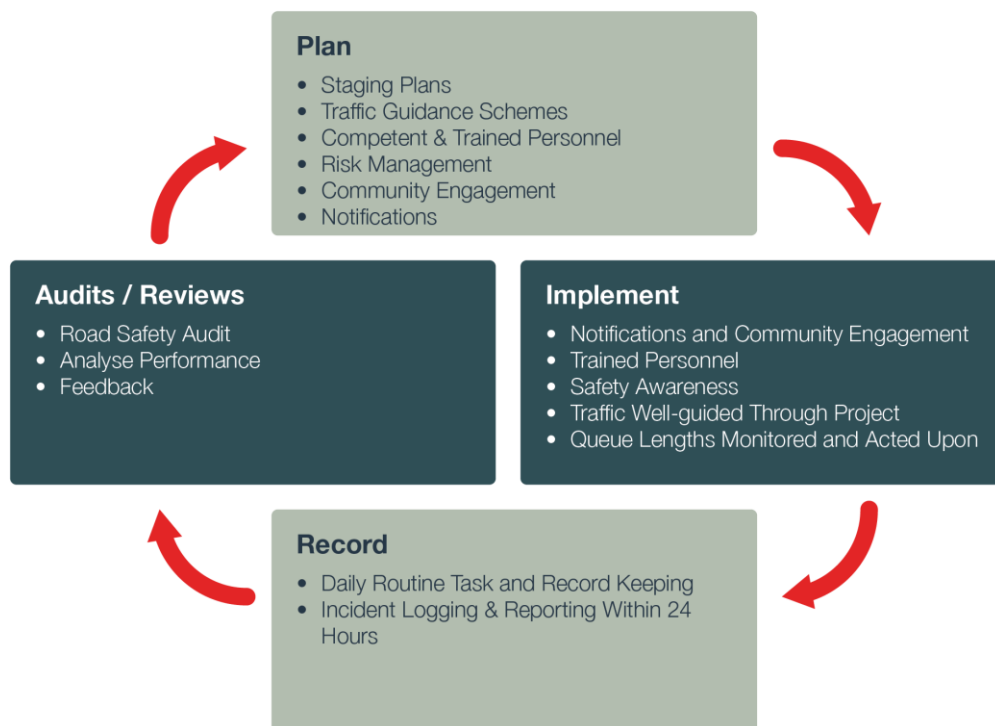 Plan
• Staging Plans
• Traffic Guidance Schemes
• Competent & Trained Personnel
• Risk Management
• Community Engagement
• Notifications
Audits / Reviews
• Road Safety Audit
• Analyse Performance
• Feedback
Implement
• Notifications and Community Engagement
• Trained Personnel
• Safety Awareness
• Traffic Well-guided Through Project
• Queue Lengths Monitored and Acted Upon
Record
• Daily Routine Task and Record Keeping
• Incident Logging & Reporting Within 24
Hours